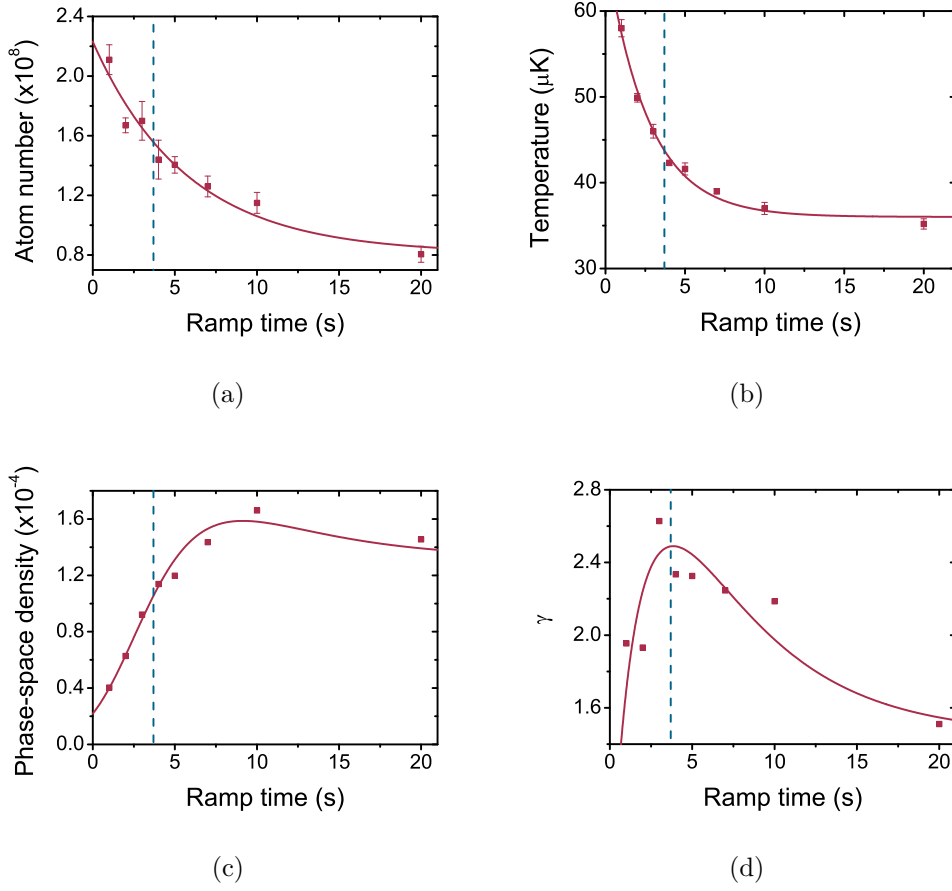 Atom number (x10⁸)
2.4
2.0
1.6
1.2
0.8
0 5 10 15 20
Ramp time (s)
(a)
Temperature (μK)
60
50
40
30
0 5 10 15 20
Ramp time (s)
(b)
Phase-space density (x10⁻⁴)
1.6
1.2
0.8
0.4
0.0
0 5 10 15 20
Ramp time (s)
(c)
γ
2.8
2.4
2.0
1.6
0 5 10 15 20
Ramp time (s)
(d)